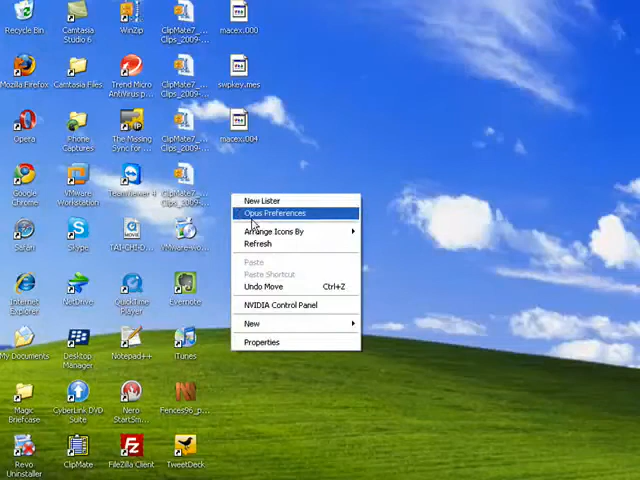 Recycle Bin
Camtasia
Studio 6.
WinZip
ClipMate7_...
Clips_2009-
macex.000
Mozilla Firefox
Camtasia Files
Trend Micro
AntiVirus p...
ClipMate7_...
Clips_2009-
swpkey.mes
Opera
Phone
Captures
The Missing
Sync for ...
ClipMate7_...
Clips_2009-
macex.004
Google
Chrome
VMware
Workstation
TeamViewer 4
ClipMate7_...
Clips_2009-
Safari
Skype
TAI-CHI-D...
VMware-wo...
Internet
Explorer
NetDrive
QuickTime
Player
Evernote
My Documents
Desktop
Manager
Notepad++
iTunes
Magic
Briefcase
CyberLink DVD
Suite
Nero
StartSm...
Fences96_p...
Revo
Uninstaller
ClipMate
FileZilla Client
TweetDeck
New Lister
Opus Preferences
Arrange Icons By
Refresh
Paste
Paste Shortcut
Undo Move Ctrl+Z
NVIDIA Control Panel
New
Properties